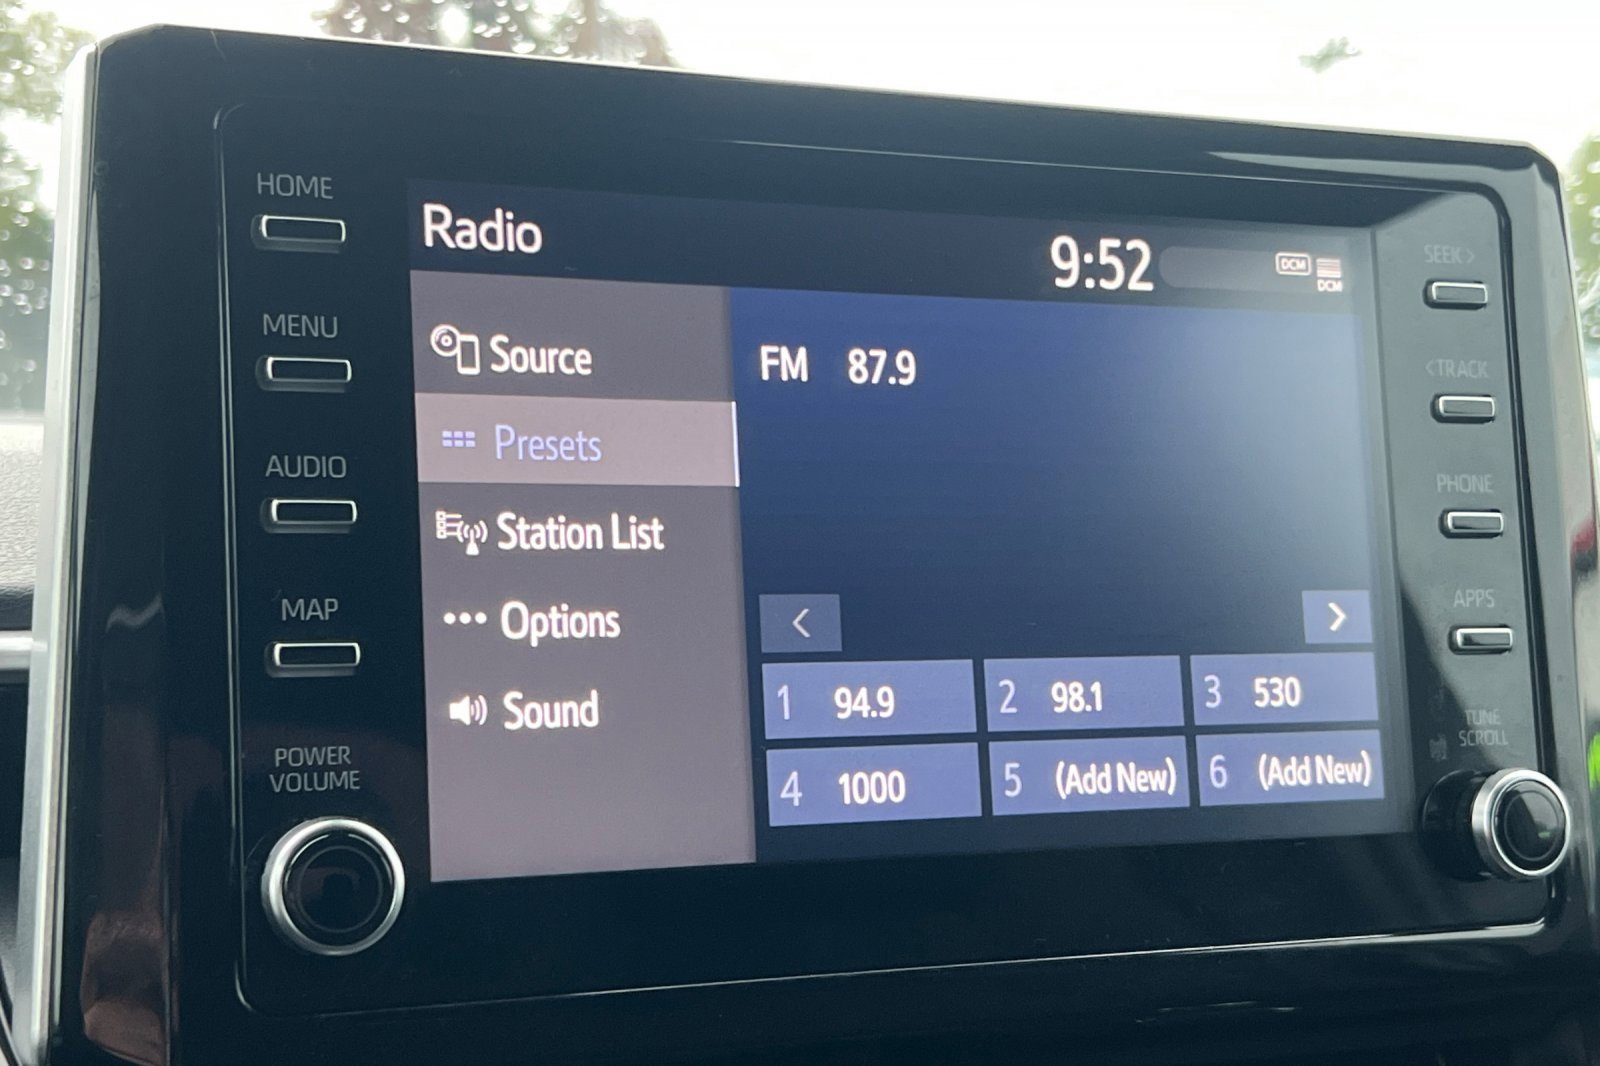 HOME
MENU
AUDIO
MAP
POWER
VOLUME
Radio
9:52
DCM
DCM
Source
Presets
Station List
••• Options
Sound
FM 87.9
<
>
1 94.9
2 98.1
3 530
4 1000
5 (Add New)
6 (Add New)
SEEK>
<TRACK
PHONE
APPS
TUNE
SCROLL